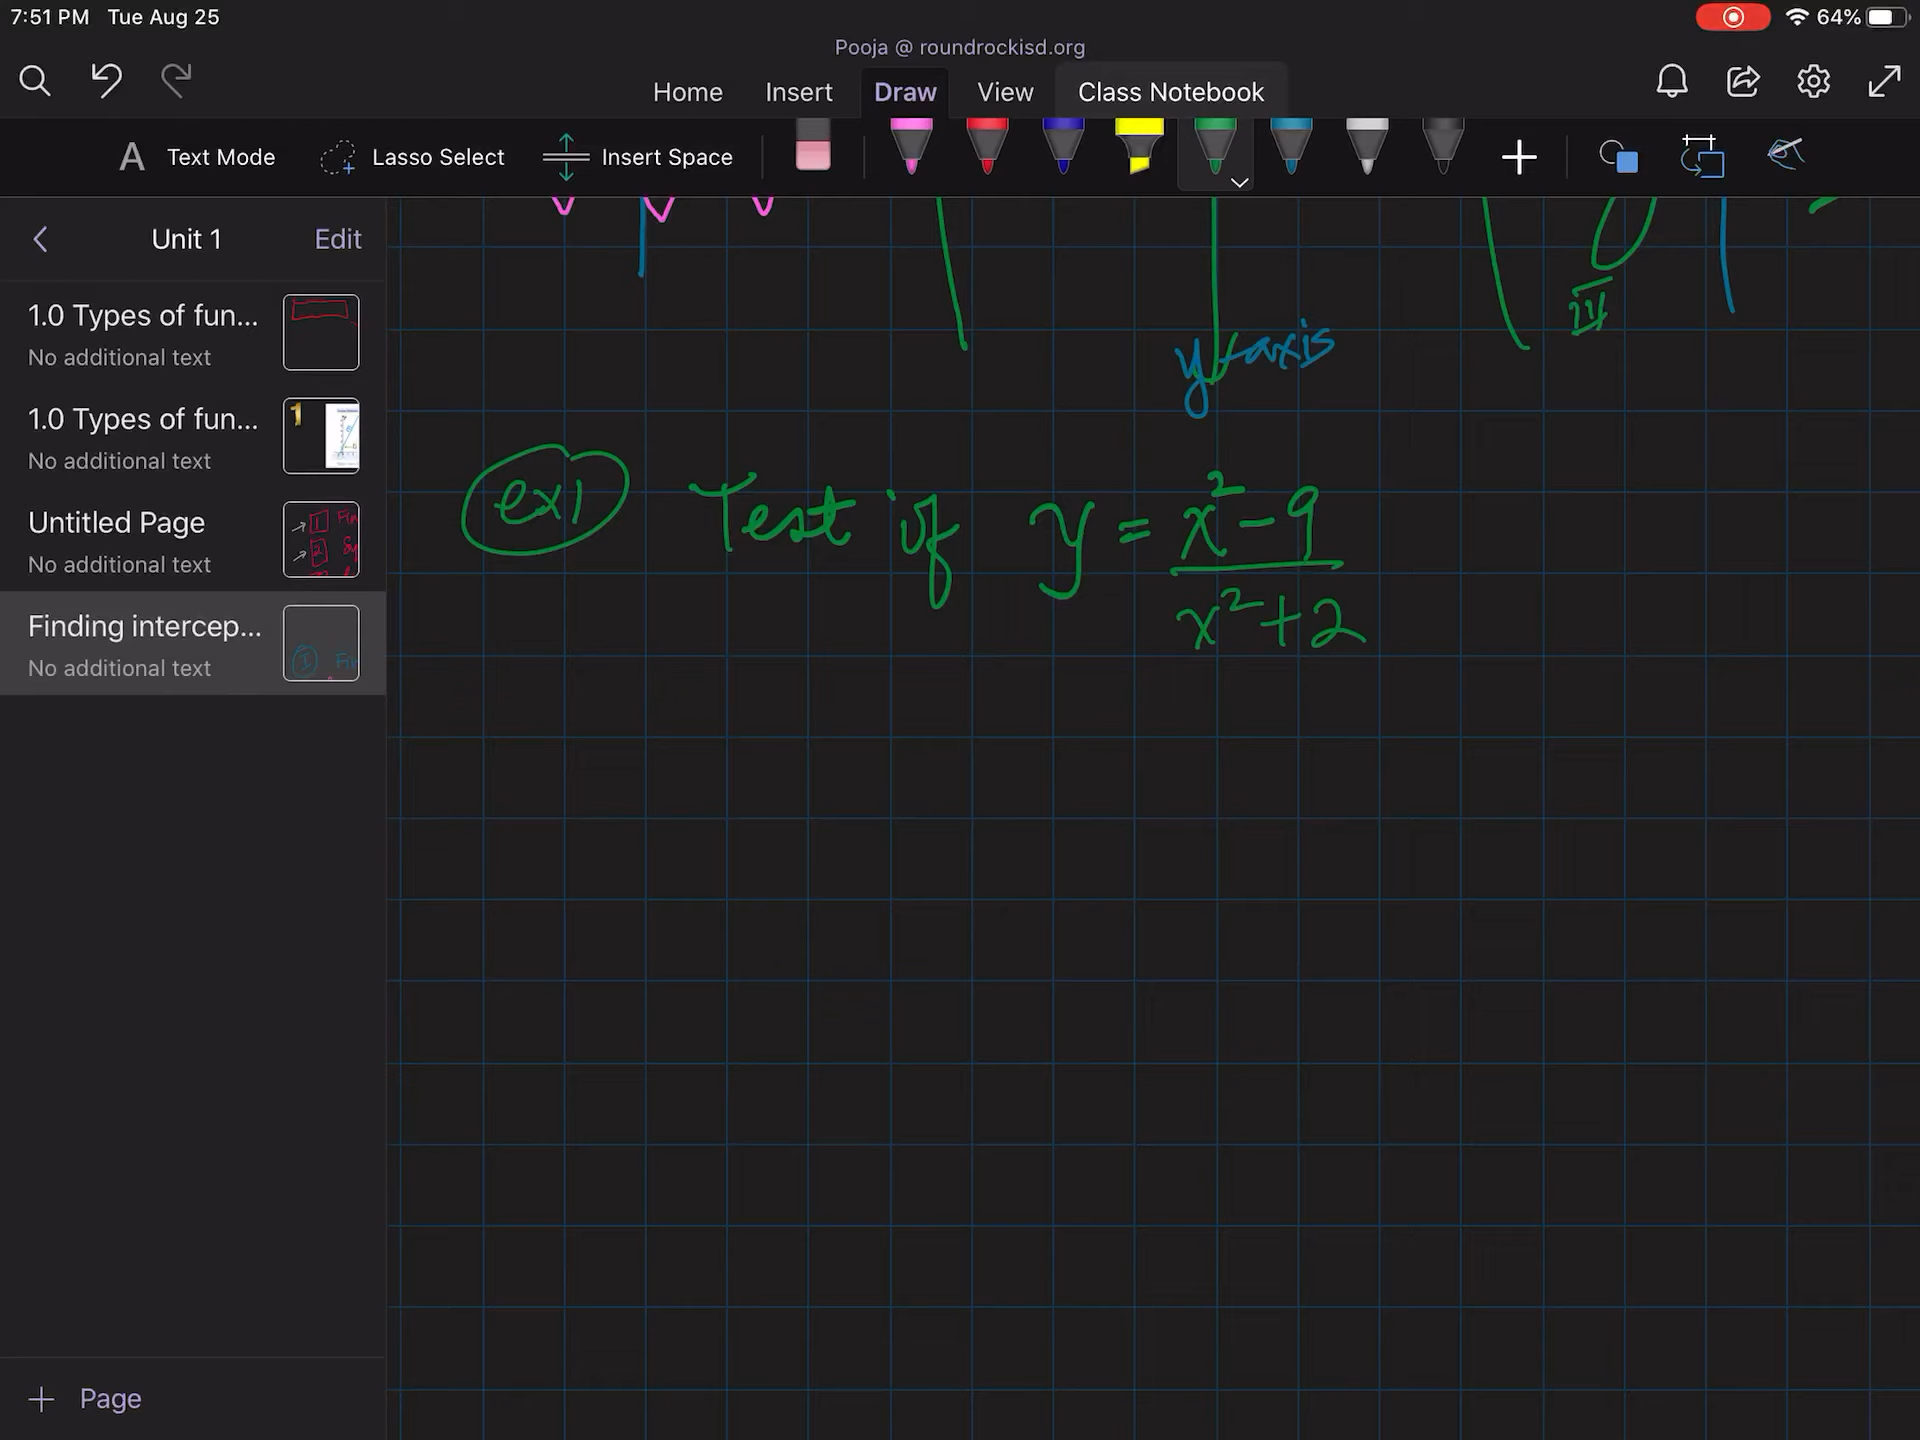 7:51 PM Tue Aug 25
64%
Pooja @ roundrockisd.org
Home Insert Draw View Class Notebook
A Text Mode Lasso Select Insert Space
Unit 1 Edit
1.0 Types of fun...
No additional text
1.0 Types of fun...
No additional text
Untitled Page
No additional text
Finding intercep...
No additional text
Page
y-axis
ex1 Test if y = x²-9
x²+2